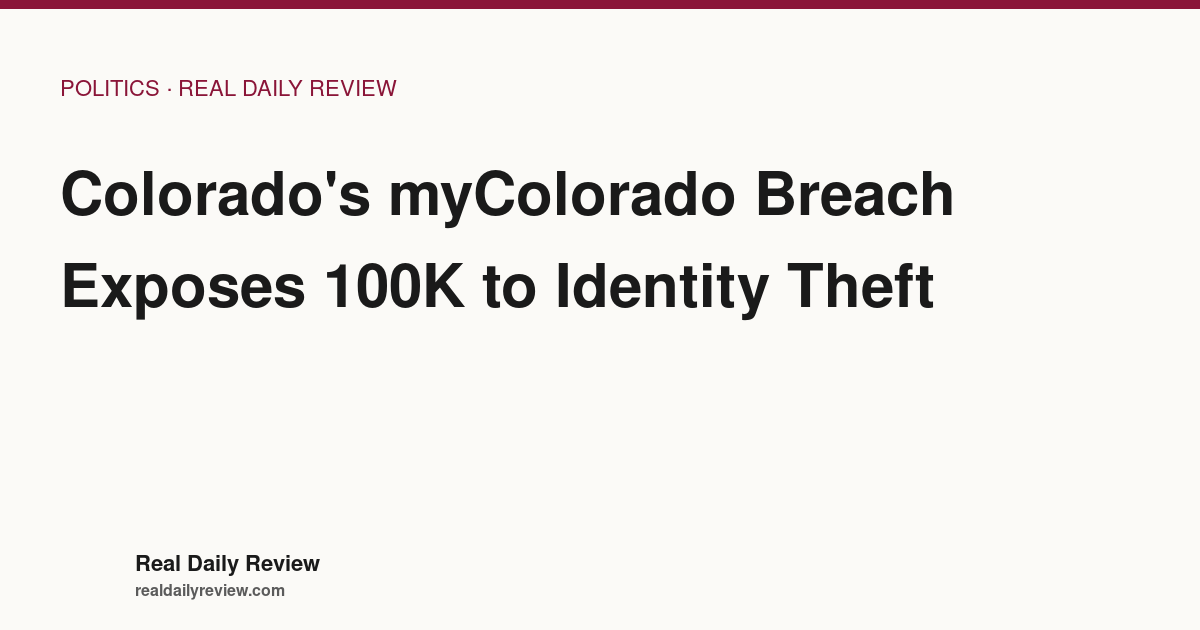 POLITICS · REAL DAILY REVIEW
Colorado's myColorado Breach
Exposes 100K to Identity Theft
Real Daily Review
realdailyreview.com